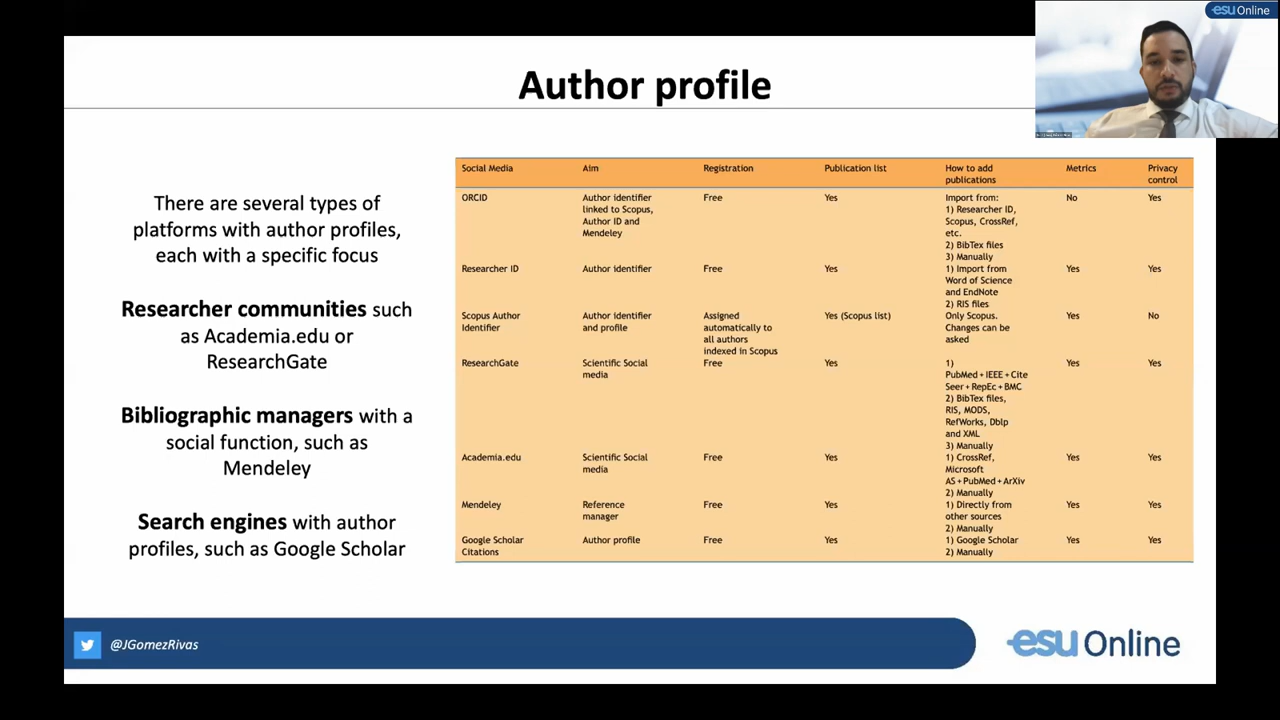 esu Online
Author profile
There are several types of
platforms with author profiles,
each with a specific focus
Researcher communities such
as Academia.edu or
ResearchGate
Bibliographic managers with a
social function, such as
Mendeley
Search engines with author
profiles, such as Google Scholar
Social Media Aim Registration Publication list How to add Metrics Privacy
publications control
ORCID Author identifier Free Yes Import from: No Yes
linked to Scopus, 1) Researcher ID,
Author ID and Scopus, CrossRef,
Mendeley etc.
2) BibTex files
3) Manually
Researcher ID Author identifier Free Yes 1) Import from Yes Yes
Word of Science
and EndNote
2) RIS files
Scopus Author Author identifier Assigned Yes (Scopus list) Only Scopus. Yes No
Identifier and profile automatically to Changes can be
all authors asked
indexed in Scopus
ResearchGate Scientific Social Free Yes 1) Yes Yes
media PubMed + IEEE + Cite
Seer + RepEc + BMC
2) BibTex files,
RIS, MODS,
RefWorks, Dblp
and XML
3) Manually
Academia.edu Scientific Social Free Yes 1) CrossRef, Yes Yes
media Microsoft
AS + PubMed + ArXiv
2) Manually
Mendeley Reference Free Yes 1) Directly from Yes Yes
manager other sources
2) Manually
Google Scholar Author profile Free Yes 1) Google Scholar Yes Yes
Citations 2) Manually
@JGomezRivas
esu Online